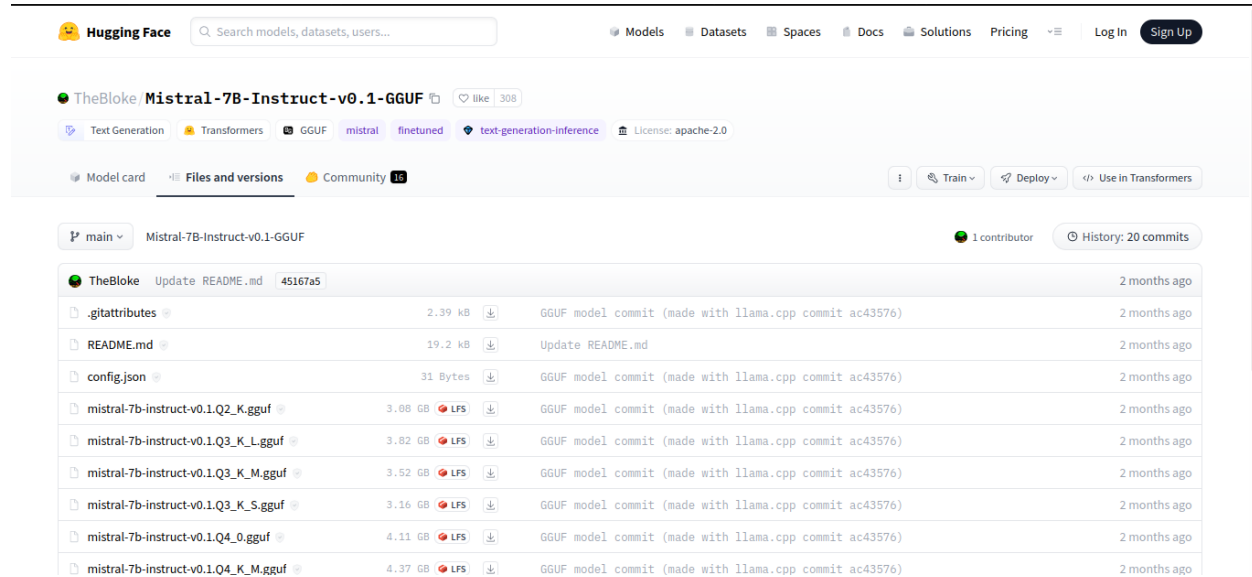 Hugging Face Search models, datasets, users... Models Datasets Spaces Docs Solutions Pricing Log In Sign Up
TheBloke/Mistral-7B-Instruct-v0.1-GGUF like 308
Text Generation Transformers GGUF mistral finetuned text-generation-inference License: apache-2.0
Model card Files and versions Community 16 Train Deploy </> Use in Transformers
main Mistral-7B-Instruct-v0.1-GGUF 1 contributor History: 20 commits
TheBloke Update README.md 45167a5 2 months ago
.gitattributes 2.39 kB GGUF model commit (made with llama.cpp commit ac43576) 2 months ago
README.md 19.2 kB Update README.md 2 months ago
config.json 31 Bytes GGUF model commit (made with llama.cpp commit ac43576) 2 months ago
mistral-7b-instruct-v0.1.Q2_K.gguf 3.08 GB LFS GGUF model commit (made with llama.cpp commit ac43576) 2 months ago
mistral-7b-instruct-v0.1.Q3_K_L.gguf 3.82 GB LFS GGUF model commit (made with llama.cpp commit ac43576) 2 months ago
mistral-7b-instruct-v0.1.Q3_K_M.gguf 3.52 GB LFS GGUF model commit (made with llama.cpp commit ac43576) 2 months ago
mistral-7b-instruct-v0.1.Q3_K_S.gguf 3.16 GB LFS GGUF model commit (made with llama.cpp commit ac43576) 2 months ago
mistral-7b-instruct-v0.1.Q4_0.gguf 4.11 GB LFS GGUF model commit (made with llama.cpp commit ac43576) 2 months ago
mistral-7b-instruct-v0.1.Q4_K_M.gguf 4.37 GB LFS GGUF model commit (made with llama.cpp commit ac43576) 2 months ago